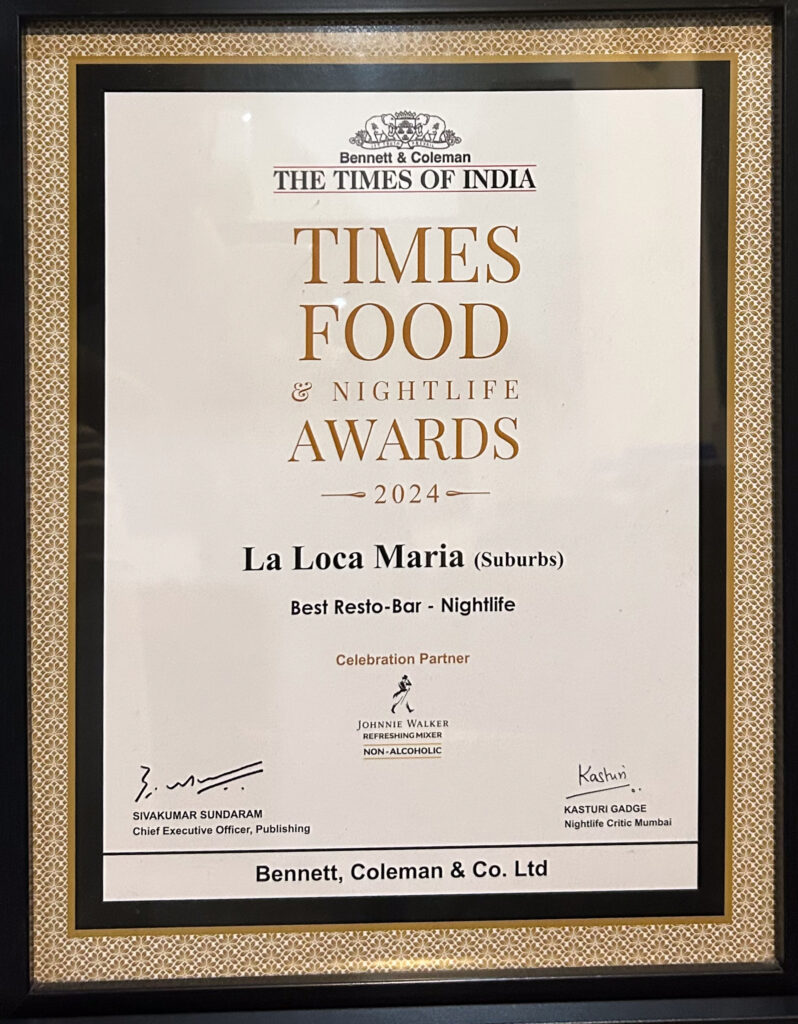 Bennett & Coleman
THE TIMES OF INDIA
TIMES
FOOD
& NIGHTLIFE
AWARDS
2024
La Loca Maria (Suburbs)
Best Resto-Bar - Nightlife
Celebration Partner
JOHNNIE WALKER
REFRESHING MIXER
NON-ALCOHOLIC
Kasturi
SIVAKUMAR SUNDARAM
Chief Executive Officer, Publishing
KASTURI GADGE
Nightlife Critic Mumbai
Bennett, Coleman & Co. Ltd